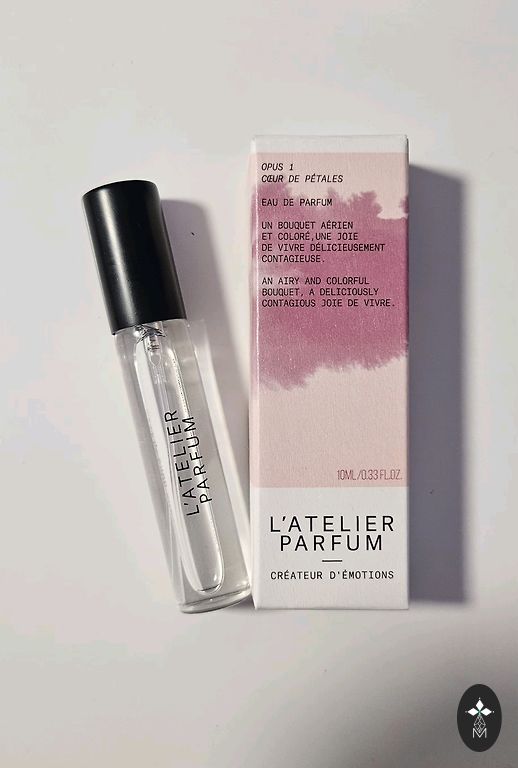 OPUS 1
CŒUR DE PÉTALES
EAU DE PARFUM
UN BOUQUET AÉRIEN
ET COLORÉ,UNE JOIE
DE VIVRE DÉLICIEUSEMENT
CONTAGIEUSE.
AN AIRY AND COLORFUL
BOUQUET, A DELICIOUSLY
CONTAGIOUS JOIE DE VIVRE.
10ML/0.33 FL.OZ.
L'ATELIER
PARFUM
CRÉATEUR D'ÉMOTIONS
L'ATELIER
PARFUM
M